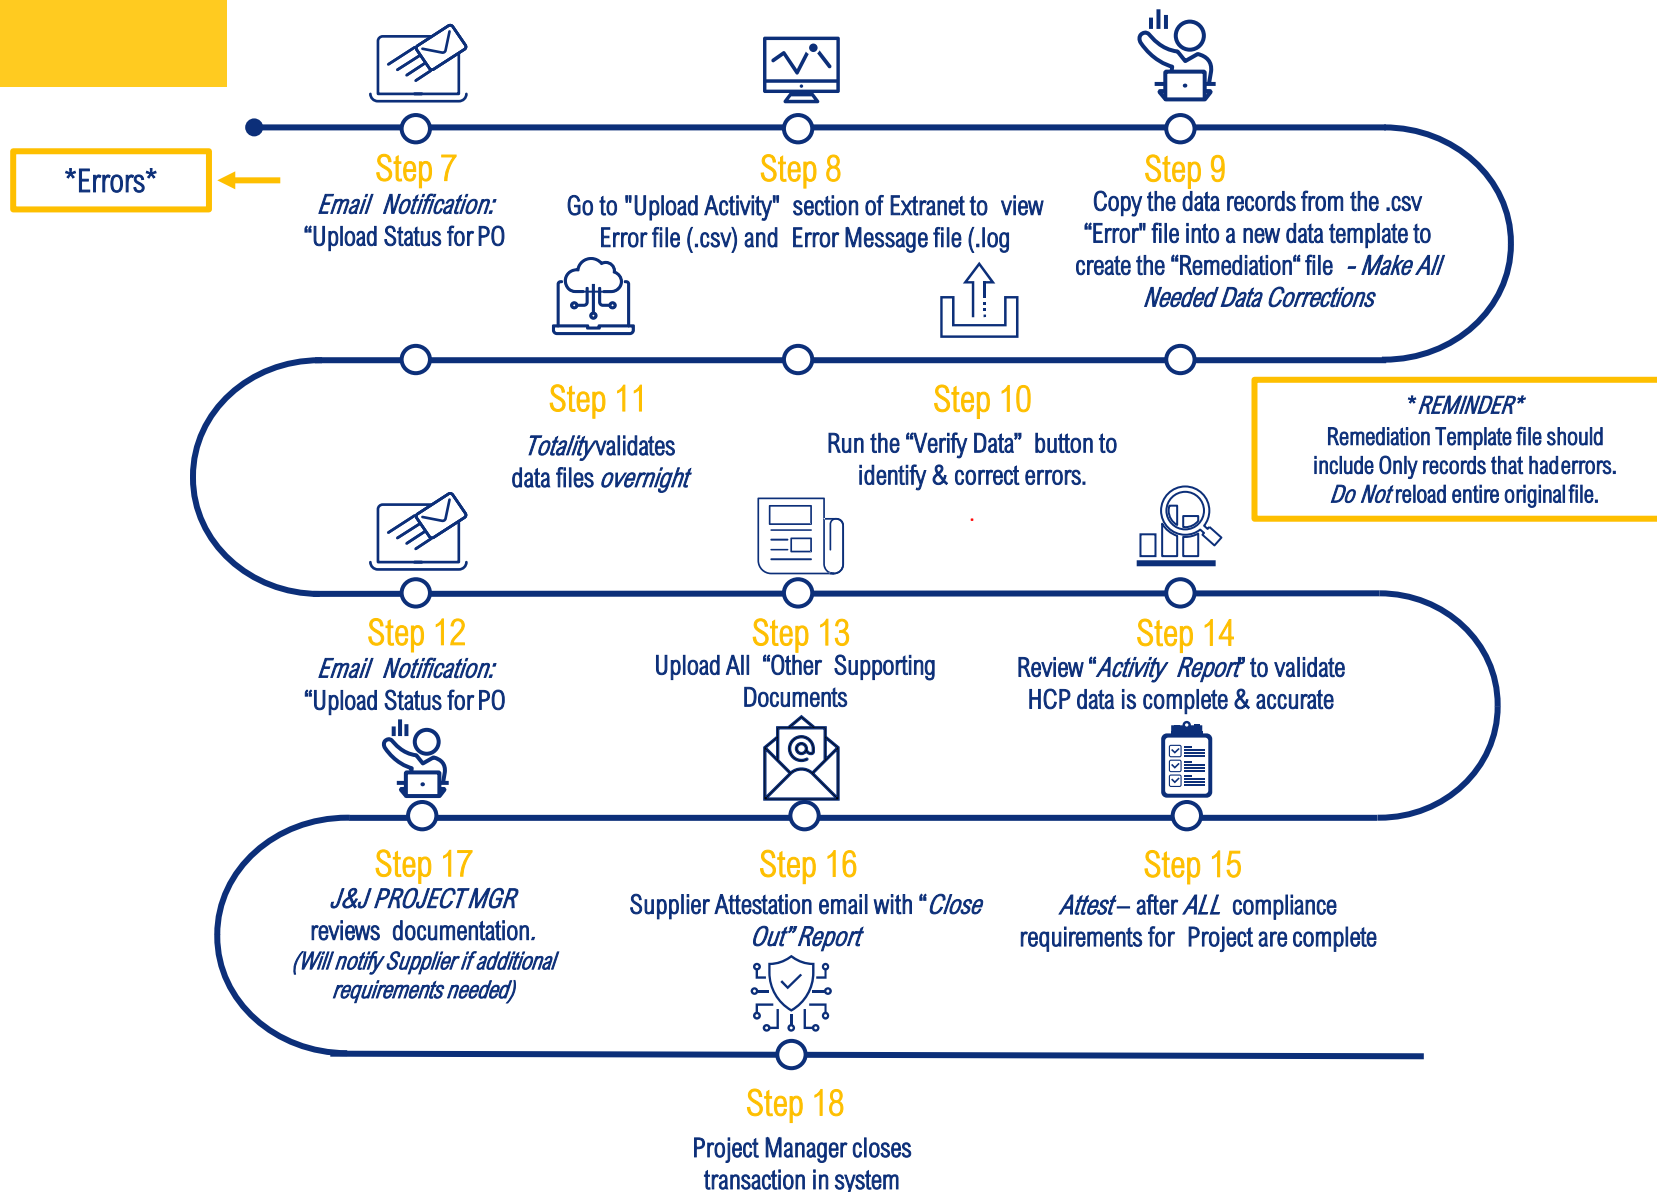 *Errors*
Step 7
Email Notification:
“Upload Status for PO
Step 8
Go to "Upload Activity" section of Extranet to view
Error file (.csv) and Error Message file (.log
Step 9
Copy the data records from the .csv
“Error" file into a new data template to
create the “Remediation“ file - Make All
Needed Data Corrections
Step 10
Run the “Verify Data” button to
identify & correct errors.
Step 11
Totality validates
data files overnight
*REMINDER*
Remediation Template file should
include Only records that had errors.
Do Not reload entire original file.
Step 12
Email Notification:
“Upload Status for PO
Step 13
Upload All “Other Supporting
Documents
Step 14
Review “Activity Report” to validate
HCP data is complete & accurate
Step 15
Attest – after ALL compliance
requirements for Project are complete
Step 16
Supplier Attestation email with “Close
Out” Report
Step 17
J&J PROJECT MGR
reviews documentation.
(Will notify Supplier if additional
requirements needed)
Step 18
Project Manager closes
transaction in system